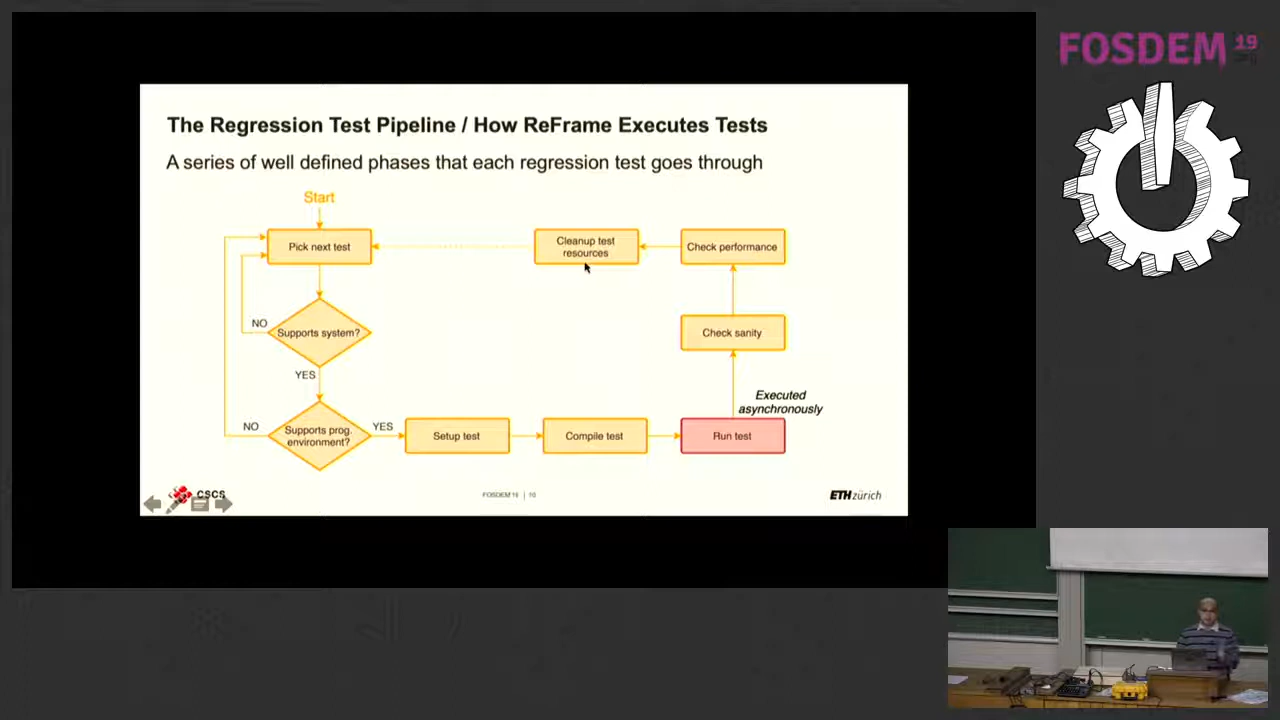 FOSDEM 19
.org
The Regression Test Pipeline / How ReFrame Executes Tests
A series of well defined phases that each regression test goes through
Start
Pick next test
Cleanup test
resources
Check performance
NO
Supports system?
Check sanity
YES
Executed
asynchronously
NO
Supports prog.
environment?
YES
Setup test
Compile test
Run test
CSCS
FOSDEM'19 | 10
ETH zürich